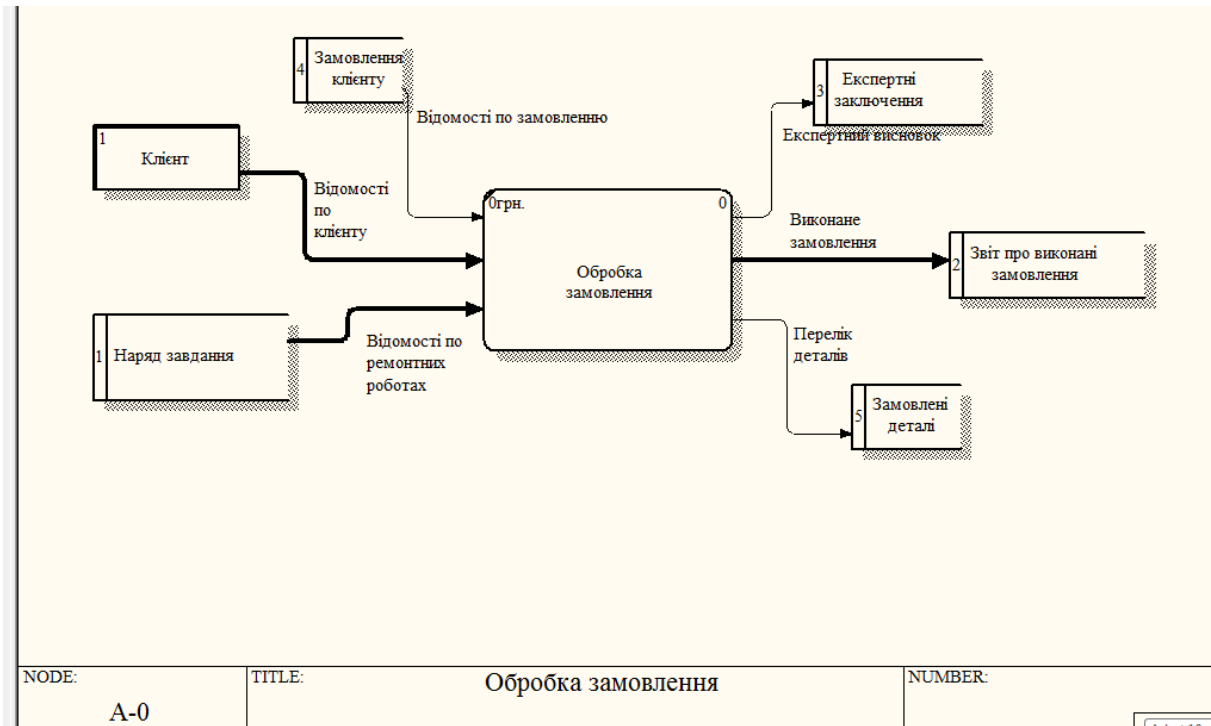 4
Замовлення
клієнту
Відомості по замовленню
3
Експертні
заключення
Експертний висновок
1
Клієнт
Відомості
по
клієнту
0грн.
0
Обробка
замовлення
Виконане
замовлення
2
Звіт про виконані
замовлення
1
Наряд завдання
Відомості по
ремонтних
роботах
Перелік
деталів
5
Замовлені
деталі
NODE:
A-0
TITLE:
Обробка замовлення
NUMBER: